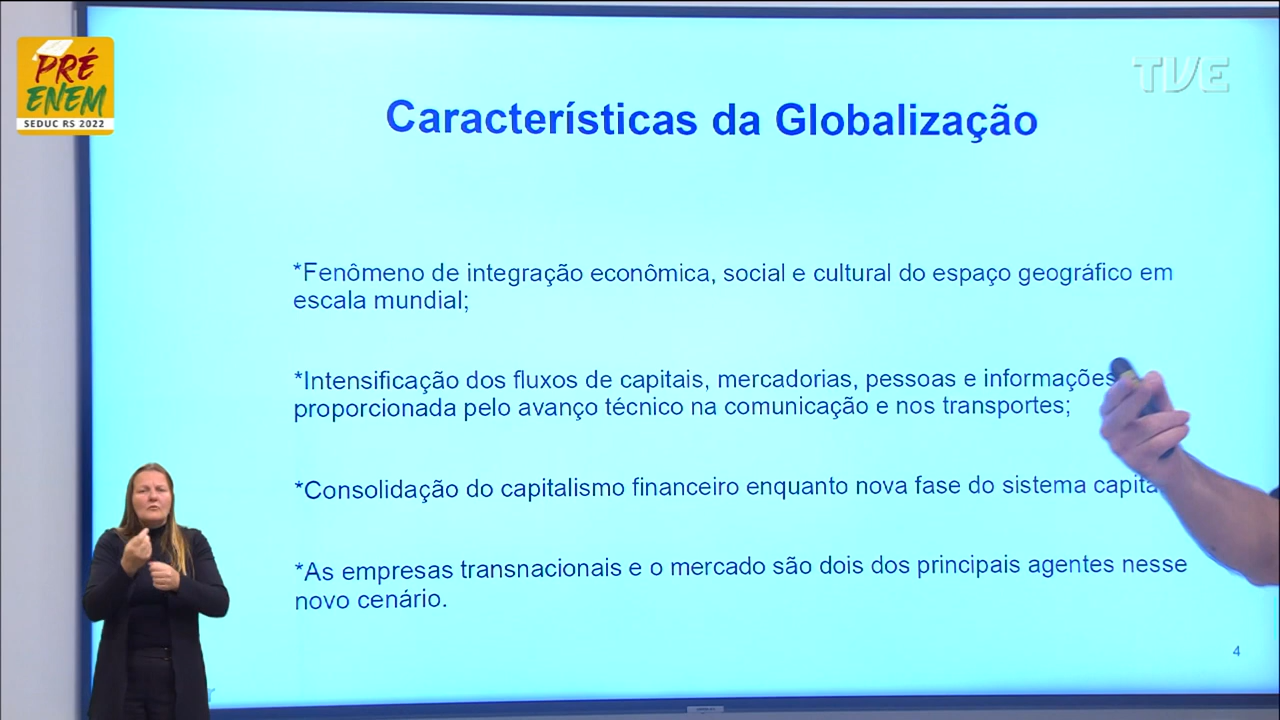 PRÉ
ENEM
SEDUC RS 2022
TVE
Características da Globalização
*Fenômeno de integração econômica, social e cultural do espaço geográfico em
escala mundial;
*Intensificação dos fluxos de capitais, mercadorias, pessoas e informações
proporcionada pelo avanço técnico na comunicação e nos transportes;
*Consolidação do capitalismo financeiro enquanto nova fase do sistema
*As empresas transnacionais e o mercado são dois dos principais agentes nesse
novo cenário.
4